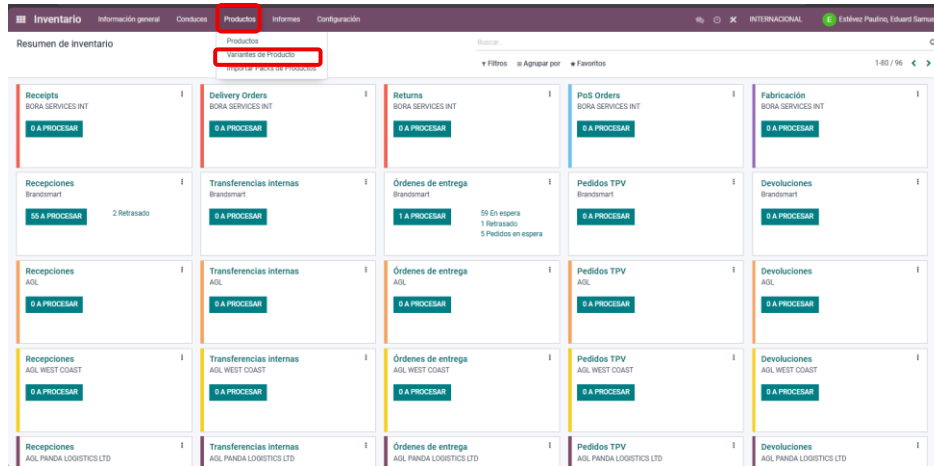 Inventario Información general Conduces Productos Informes Configuración INTERNACIONAL E Estévez Paulino, Eduard Samue
Resumen de inventario
Productos
Variantes de Producto
Importar Packs de Productos
Buscar...
Filtros Agrupar por Favoritos 1-80 / 96
Receipts Delivery Orders Returns PoS Orders Fabricación
BORA SERVICES INT BORA SERVICES INT BORA SERVICES INT BORA SERVICES INT BORA SERVICES INT
0 A PROCESAR 0 A PROCESAR 0 A PROCESAR 0 A PROCESAR 0 A PROCESAR
Recepciones Transferencias internas Órdenes de entrega Pedidos TPV Devoluciones
Brandsmart Brandsmart Brandsmart Brandsmart Brandsmart
55 A PROCESAR 2 Retrasado 0 A PROCESAR 1 A PROCESAR 59 En espera 0 A PROCESAR 0 A PROCESAR
1 Retrasado
5 Pedidos en espera
Recepciones Transferencias internas Órdenes de entrega Pedidos TPV Devoluciones
AGL AGL AGL AGL AGL
0 A PROCESAR 0 A PROCESAR 0 A PROCESAR 0 A PROCESAR 0 A PROCESAR
Recepciones Transferencias internas Órdenes de entrega Pedidos TPV Devoluciones
AGL WEST COAST AGL WEST COAST AGL WEST COAST AGL WEST COAST AGL WEST COAST
0 A PROCESAR 0 A PROCESAR 0 A PROCESAR 0 A PROCESAR 0 A PROCESAR
Recepciones Transferencias internas Órdenes de entrega Pedidos TPV Devoluciones
AGL PANDA LOGISTICS LTD AGL PANDA LOGISTICS LTD AGL PANDA LOGISTICS LTD AGL PANDA LOGISTICS LTD AGL PANDA LOGISTICS LTD